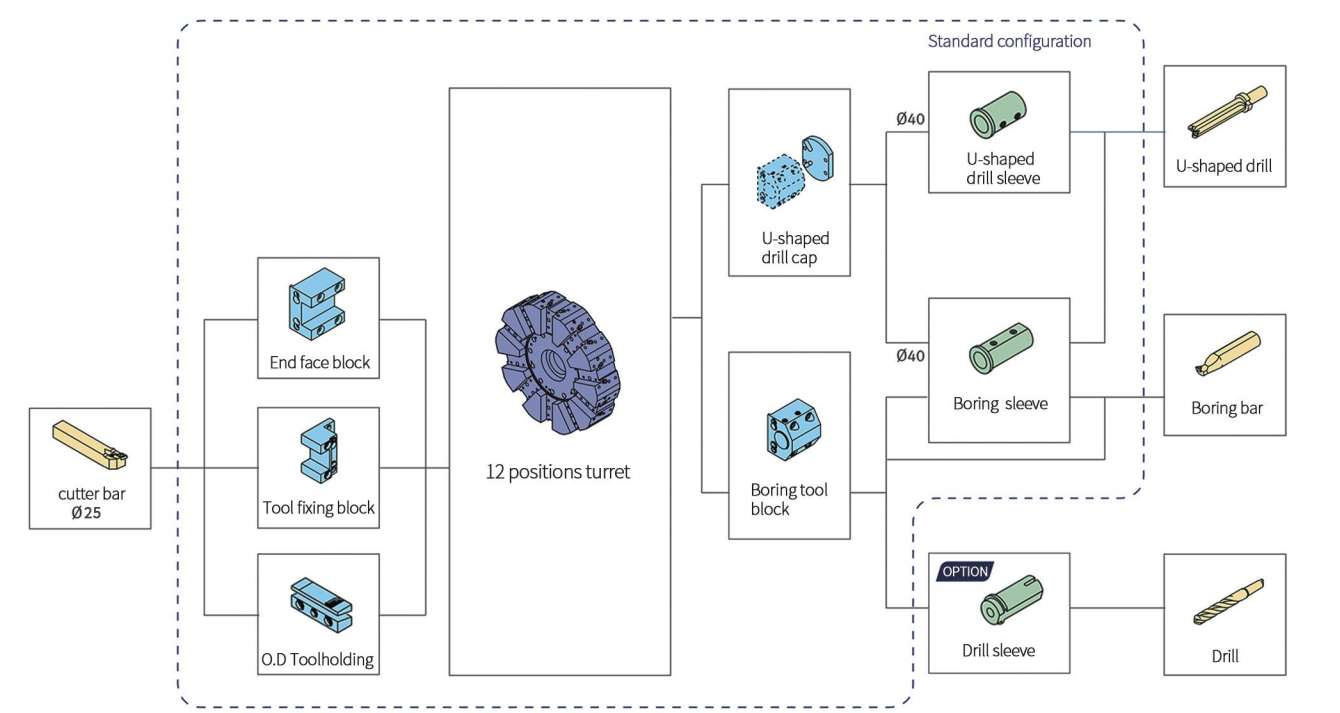 Standard configuration
Ø40
U-shaped
drill sleeve
U-shaped drill
U-shaped
drill cap
End face block
Ø40
Boring sleeve
Boring bar
cutter bar
Ø25
Tool fixing block
12 positions turret
Boring tool
block
OPTION
Drill sleeve
Drill
O.D Toolholding